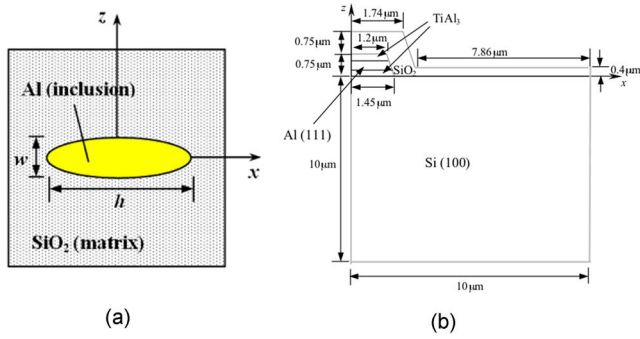 z
Al (inclusion)
w
x
h
SiO₂ (matrix)
(a)
z
1.74μm
TiAl₃
0.75μm
1.2μm
7.86μm
0.75μm
SiO₂
0.4μm
x
1.45μm
Al (111)
10μm
Si (100)
10μm
(b)